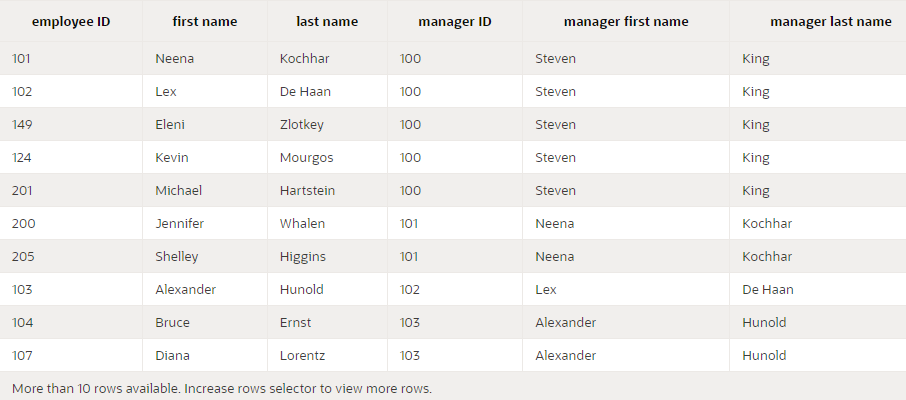 employee ID first name last name manager ID manager first name manager last name
101 Neena Kochhar 100 Steven King
102 Lex De Haan 100 Steven King
149 Eleni Zlotkey 100 Steven King
124 Kevin Mourgos 100 Steven King
201 Michael Hartstein 100 Steven King
200 Jennifer Whalen 101 Neena Kochhar
205 Shelley Higgins 101 Neena Kochhar
103 Alexander Hunold 102 Lex De Haan
104 Bruce Ernst 103 Alexander Hunold
107 Diana Lorentz 103 Alexander Hunold
More than 10 rows available. Increase rows selector to view more rows.